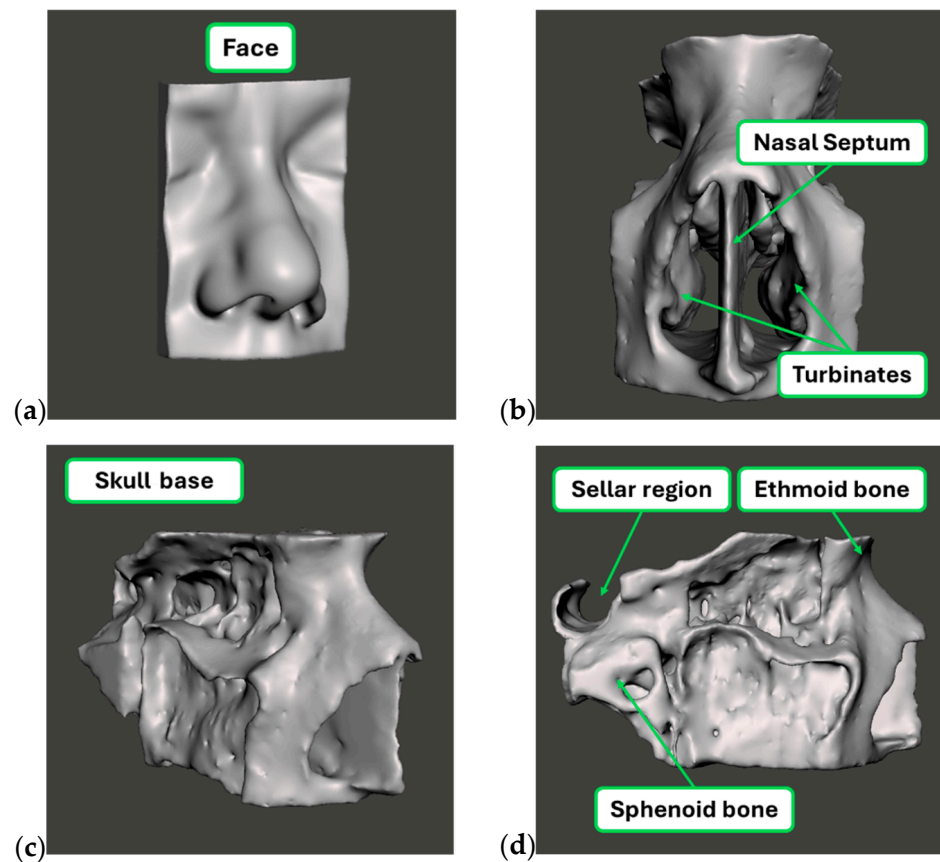 Face
(a)
Nasal Septum
Turbinates
(b)
Skull base
(c)
Sellar region
Ethmoid bone
Sphenoid bone
(d)